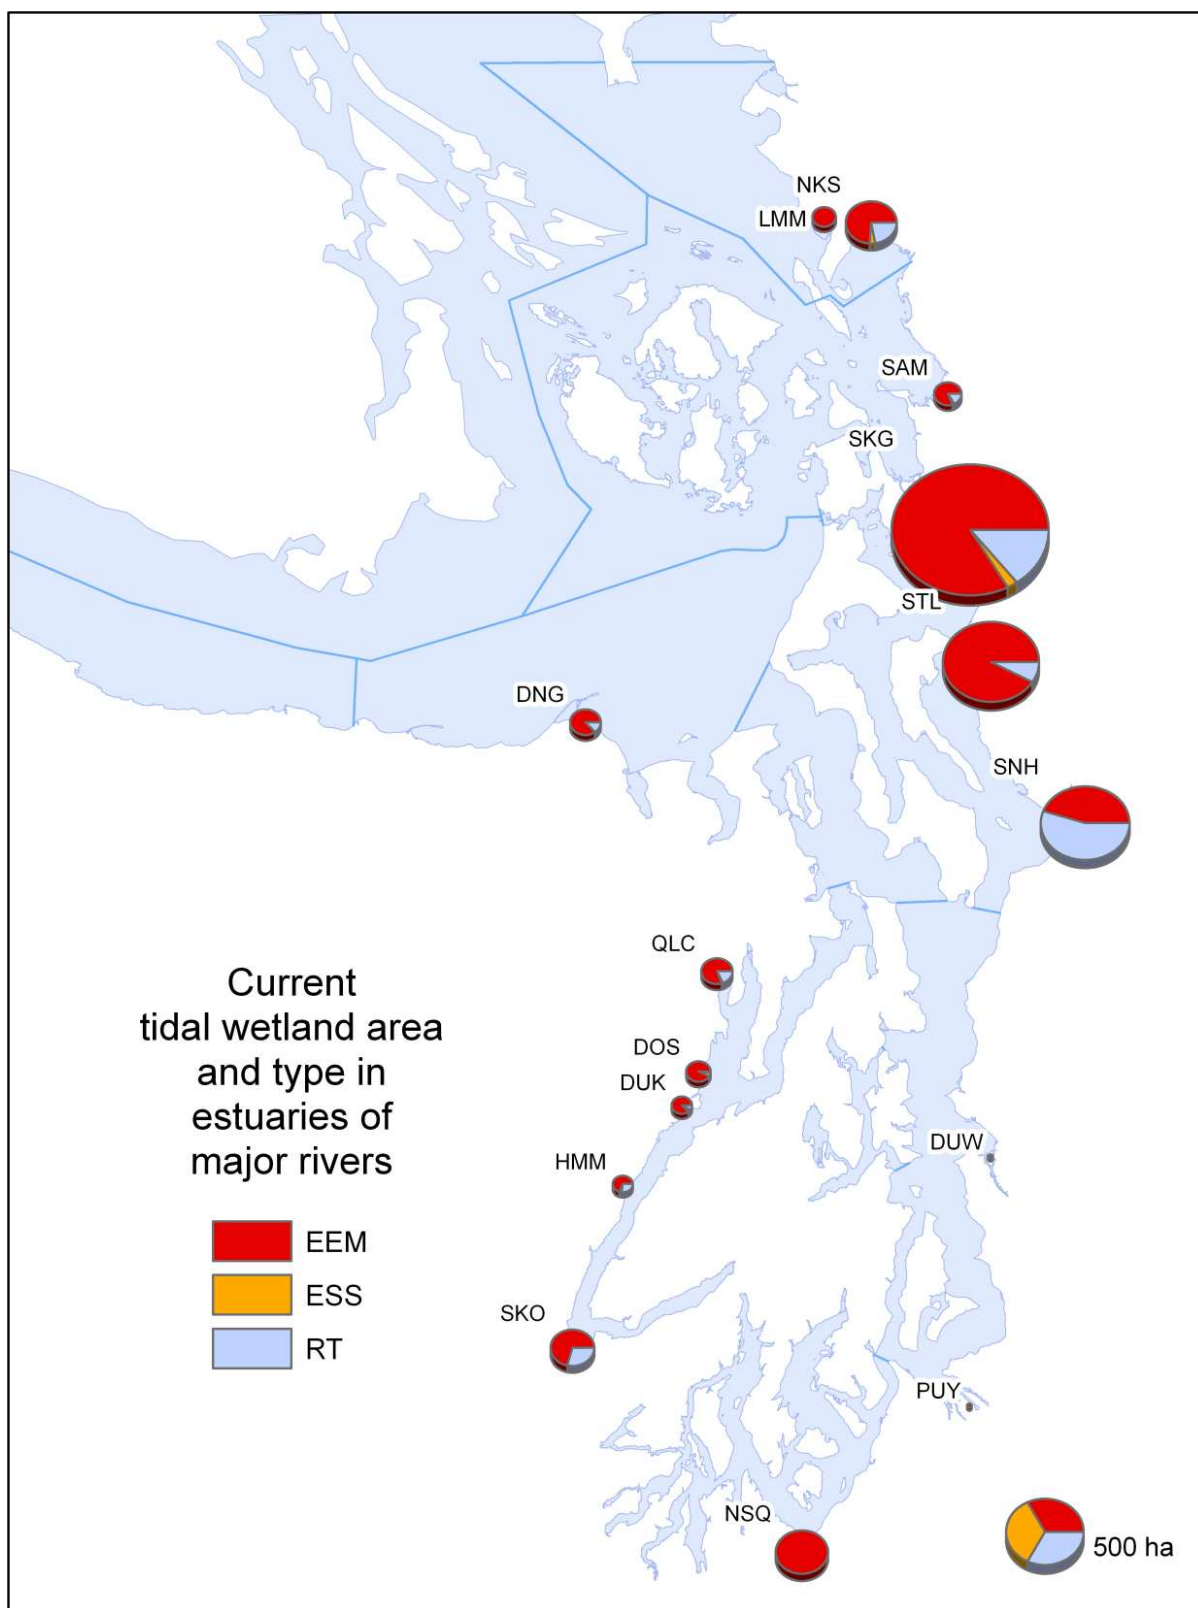 NKS
LMM
SAM
SKG
STL
DNG
SNH
QLC
DOS
DUK
DUW
HMM
SKO
PUY
NSQ
Current
tidal wetland area
and type in
estuaries of
major rivers
EEM
ESS
RT
500 ha